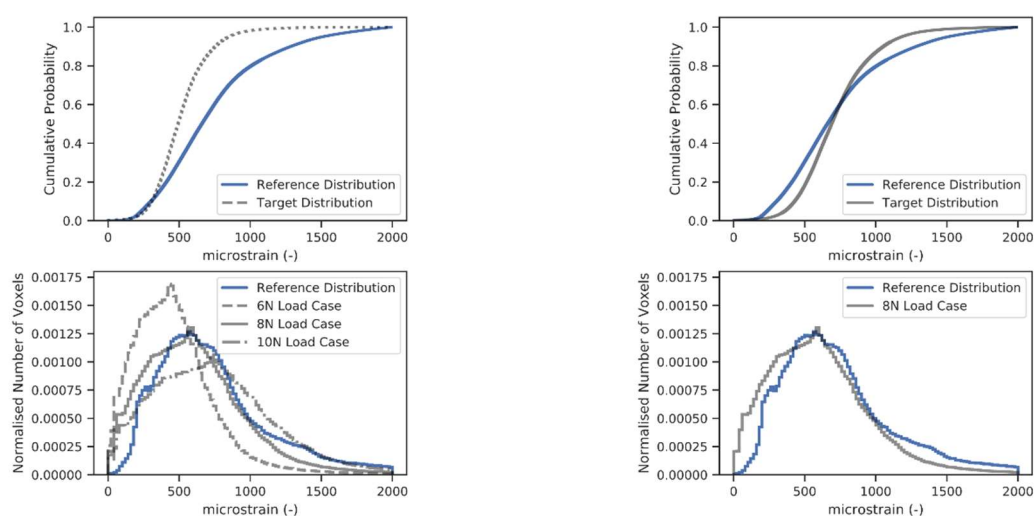 1.0
0.8
0.6
0.4
0.2
0.0
Cumulative Probability
Reference Distribution
Target Distribution
0 500 1000 1500 2000
microstrain (-)
1.0
0.8
0.6
0.4
0.2
0.0
Cumulative Probability
Reference Distribution
Target Distribution
0 500 1000 1500 2000
microstrain (-)
0.00175
0.00150
0.00125
0.00100
0.00075
0.00050
0.00025
0.00000
Normalised Number of Voxels
Reference Distribution
6N Load Case
8N Load Case
10N Load Case
0 500 1000 1500 2000
microstrain (-)
0.00175
0.00150
0.00125
0.00100
0.00075
0.00050
0.00025
0.00000
Normalised Number of Voxels
Reference Distribution
8N Load Case
0 500 1000 1500 2000
microstrain (-)